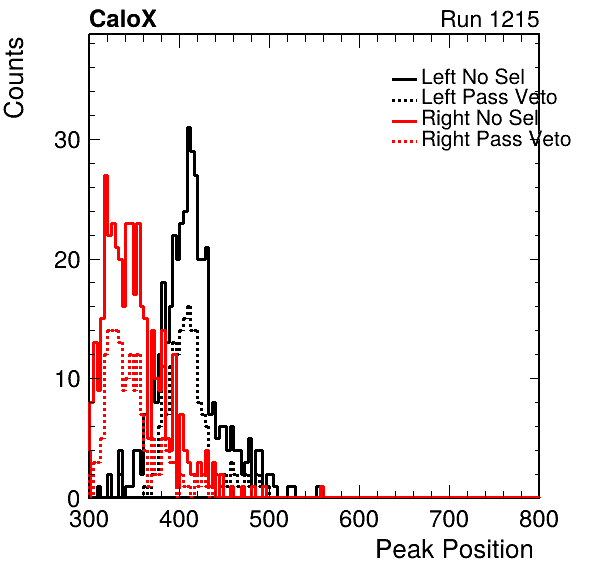 CaloX Run 1215
Counts
Left No Sel
Left Pass Veto
Right No Sel
Right Pass Veto
30
20
10
0
300 400 500 600 700 800
Peak Position